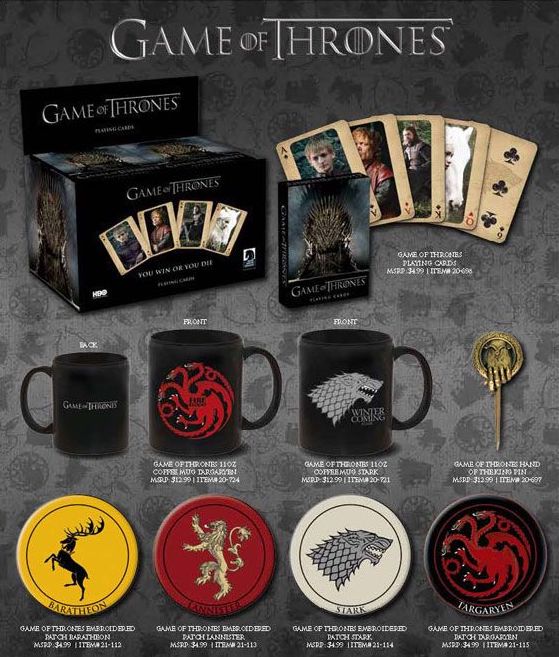 GAME OF THRONES
GAME OF THRONES
PLAYING CARDS
GAME OF THRONES
YOU WIN OR YOU DIE
PLAYING CARDS
HBO
A
K
Q
6
GAME OF THRONES
GAME OF THRONES
PLAYING CARDS
GAME OF THRONES
PLAYING CARDS
MSRP: $4.99 | ITEM# 20-698
BACK
FRONT
FRONT
GAME OF THRONES
FIRE
WINTER
IS
COMING
STARK
GAME OF THRONES 11OZ
COFFEE MUG TARGARYEN
MSRP: $12.99 | ITEM# 20-724
GAME OF THRONES 11OZ
COFFEE MUG STARK
MSRP: $12.99 | ITEM# 20-721
GAME OF THRONES HAND
OF THE KING PIN
MSRP: $12.99 | ITEM# 20-697
BARATHEON
LANNISTER
STARK
TARGARYEN
GAME OF THRONES EMBROIDERED
PATCH BARATHEON
MSRP: $4.99 | ITEM# 21-112
GAME OF THRONES EMBROIDERED
PATCH LANNISTER
MSRP: $4.99 | ITEM# 21-113
GAME OF THRONES EMBROIDERED
PATCH STARK
MSRP: $4.99 | ITEM# 21-114
GAME OF THRONES EMBROIDERED
PATCH TARGARYEN
MSRP: $4.99 | ITEM# 21-115